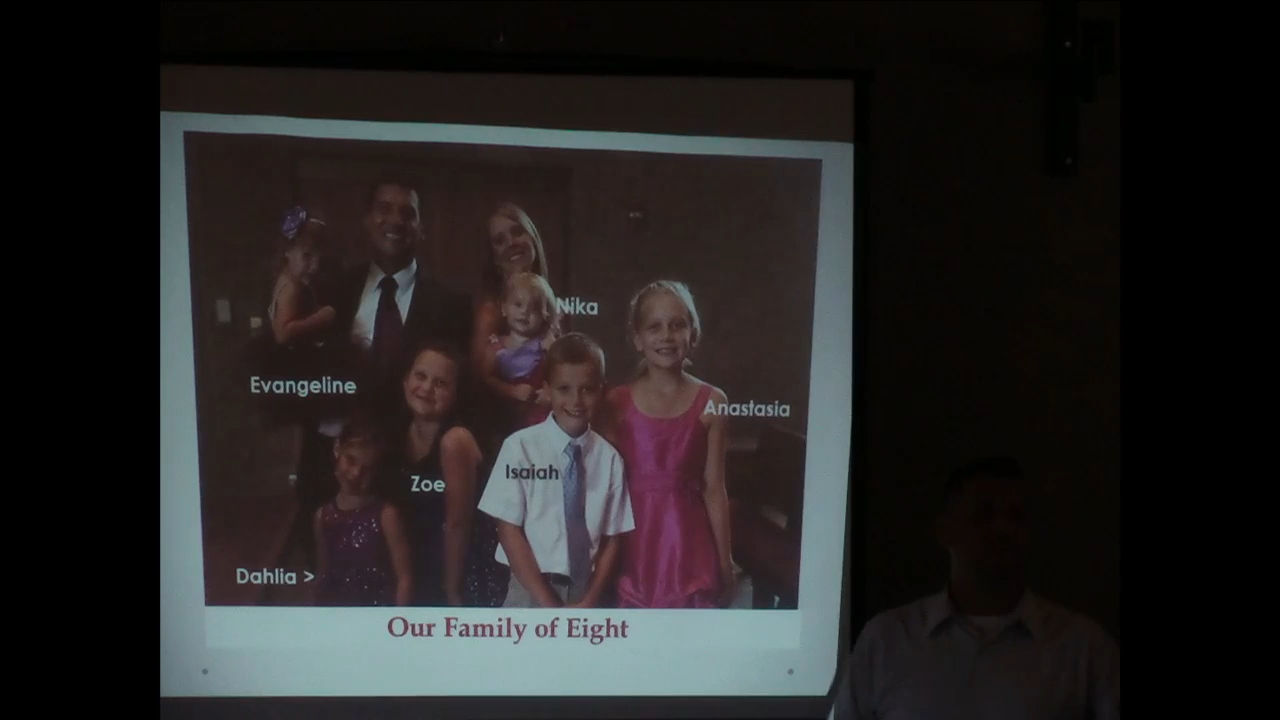 Nika
Evangeline
Anastasia
Isaiah
Zoe
Dahlia >
Our Family of Eight